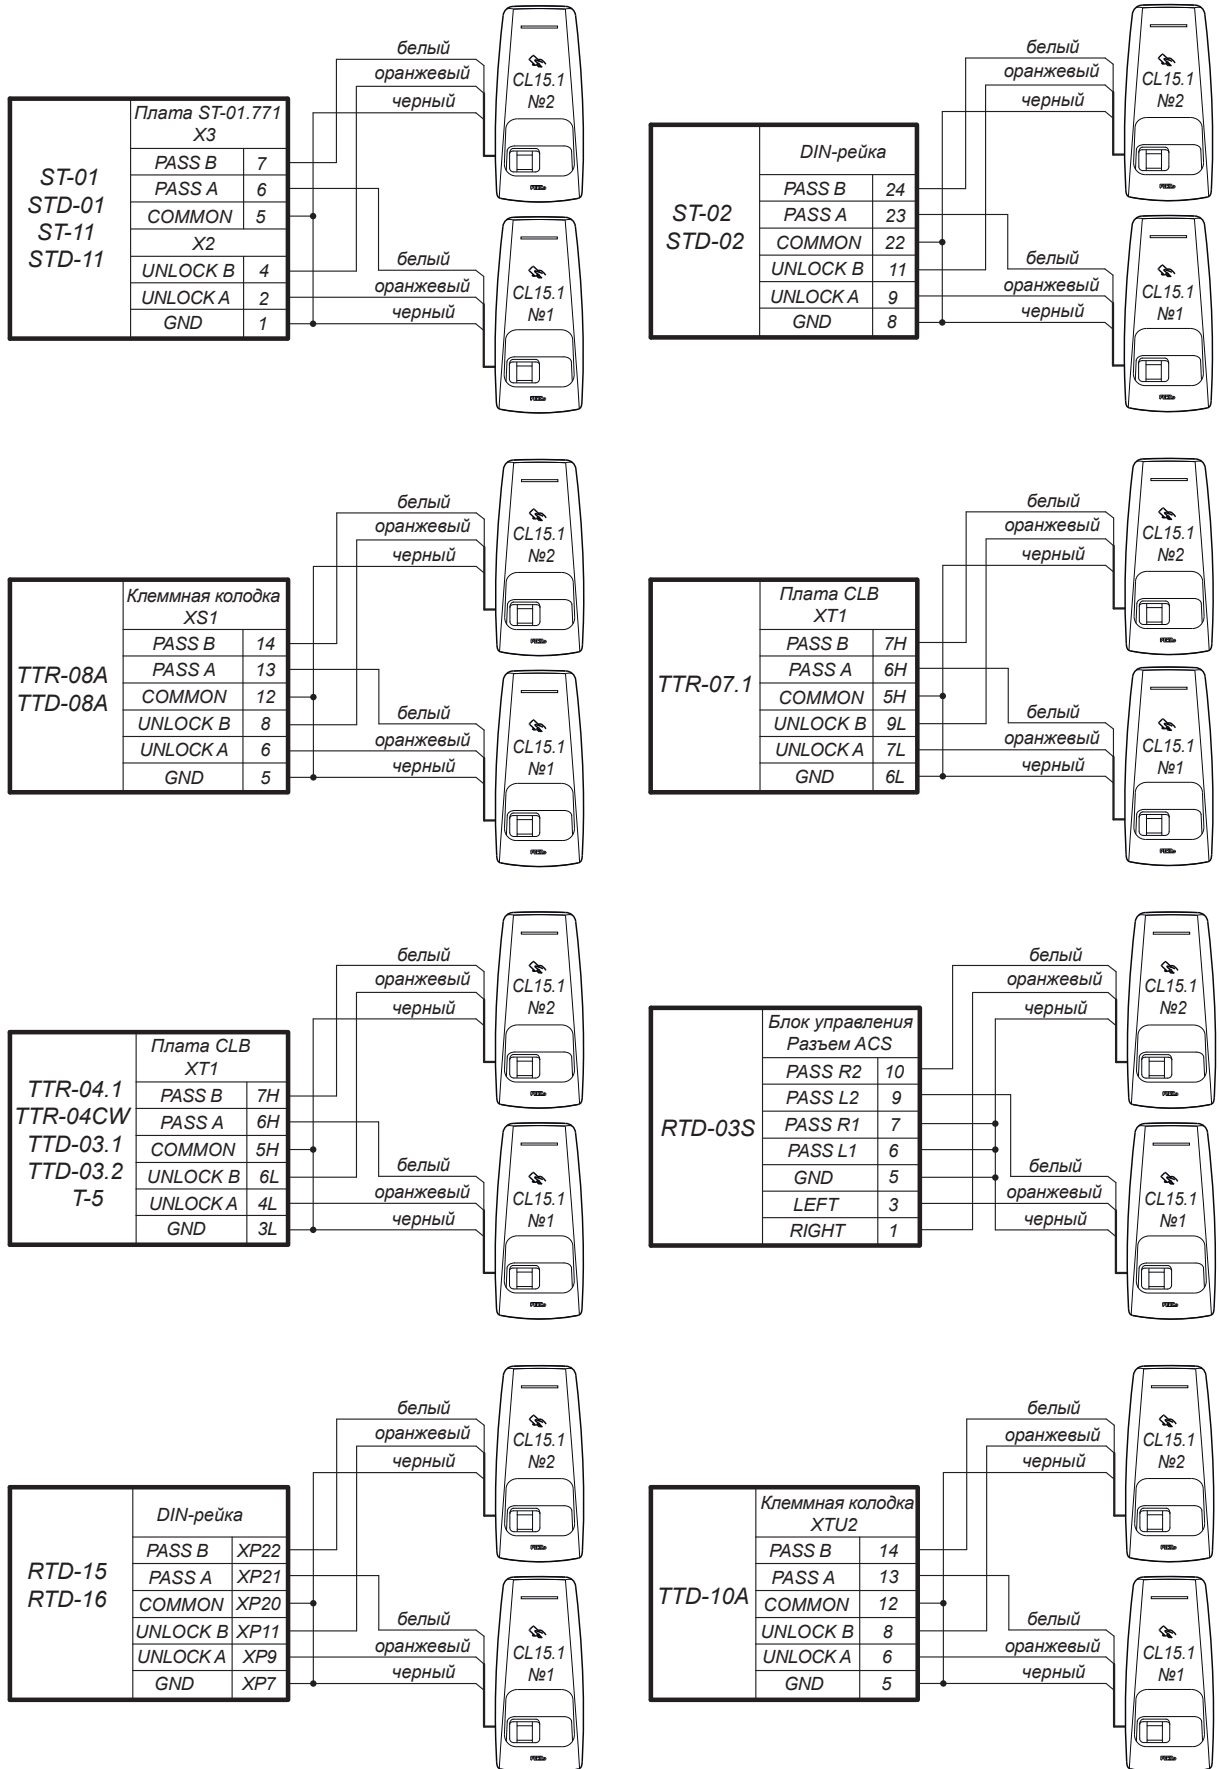 ST-01
STD-01
ST-11
STD-11
Плата ST-01.771
X3
PASS B 7
PASS A 6
COMMON 5
X2
UNLOCK B 4
UNLOCK A 2
GND 1
белый
оранжевый
черный
CL15.1
№2
белый
оранжевый
черный
CL15.1
№1
ST-02
STD-02
DIN-рейка
PASS B 24
PASS A 23
COMMON 22
UNLOCK B 11
UNLOCK A 9
GND 8
белый
оранжевый
черный
CL15.1
№2
белый
оранжевый
черный
CL15.1
№1
TTR-08A
TTD-08A
Клеммная колодка
XS1
PASS B 14
PASS A 13
COMMON 12
UNLOCK B 8
UNLOCK A 6
GND 5
белый
оранжевый
черный
CL15.1
№2
белый
оранжевый
черный
CL15.1
№1
TTR-07.1
Плата CLB
XT1
PASS B 7H
PASS A 6H
COMMON 5H
UNLOCK B 9L
UNLOCK A 7L
GND 6L
белый
оранжевый
черный
CL15.1
№2
белый
оранжевый
черный
CL15.1
№1
TTR-04.1
TTR-04CW
TTD-03.1
TTD-03.2
T-5
Плата CLB
XT1
PASS B 7H
PASS A 6H
COMMON 5H
UNLOCK B 6L
UNLOCK A 4L
GND 3L
белый
оранжевый
черный
CL15.1
№2
белый
оранжевый
черный
CL15.1
№1
RTD-03S
Блок управления
Разъем ACS
PASS R2 10
PASS L2 9
PASS R1 7
PASS L1 6
GND 5
LEFT 3
RIGHT 1
белый
оранжевый
черный
CL15.1
№2
белый
оранжевый
черный
CL15.1
№1
RTD-15
RTD-16
DIN-рейка
PASS B XP22
PASS A XP21
COMMON XP20
UNLOCK B XP11
UNLOCK A XP9
GND XP7
белый
оранжевый
черный
CL15.1
№2
белый
оранжевый
черный
CL15.1
№1
TTD-10A
Клеммная колодка
XTU2
PASS B 14
PASS A 13
COMMON 12
UNLOCK B 8
UNLOCK A 6
GND 5
белый
оранжевый
черный
CL15.1
№2
белый
оранжевый
черный
CL15.1
№1